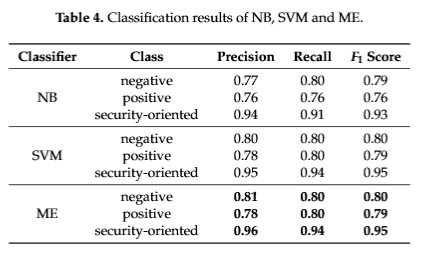 Table 4. Classification results of NB, SVM and ME.
Classifier Class Precision Recall F1 Score
negative 0.77 0.80 0.79
NB positive 0.76 0.76 0.76
security-oriented 0.94 0.91 0.93
negative 0.80 0.80 0.80
SVM positive 0.78 0.80 0.79
security-oriented 0.95 0.94 0.95
negative 0.81 0.80 0.80
ME positive 0.78 0.80 0.79
security-oriented 0.96 0.94 0.95